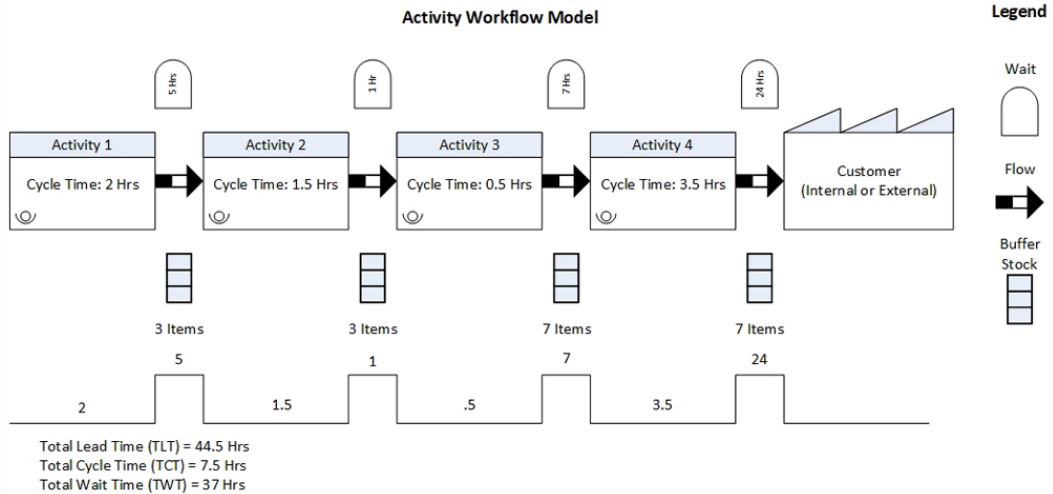 Activity Workflow Model
Legend
5 Hrs
1 Hr
7 Hrs
24 Hrs
Wait
Activity 1
Activity 2
Activity 3
Activity 4
Cycle Time: 2 Hrs
Cycle Time: 1.5 Hrs
Cycle Time: 0.5 Hrs
Cycle Time: 3.5 Hrs
Customer
(Internal or External)
Flow
Buffer
Stock
3 Items
3 Items
7 Items
7 Items
5
1
7
24
2
1.5
.5
3.5
Total Lead Time (TLT) = 44.5 Hrs
Total Cycle Time (TCT) = 7.5 Hrs
Total Wait Time (TWT) = 37 Hrs